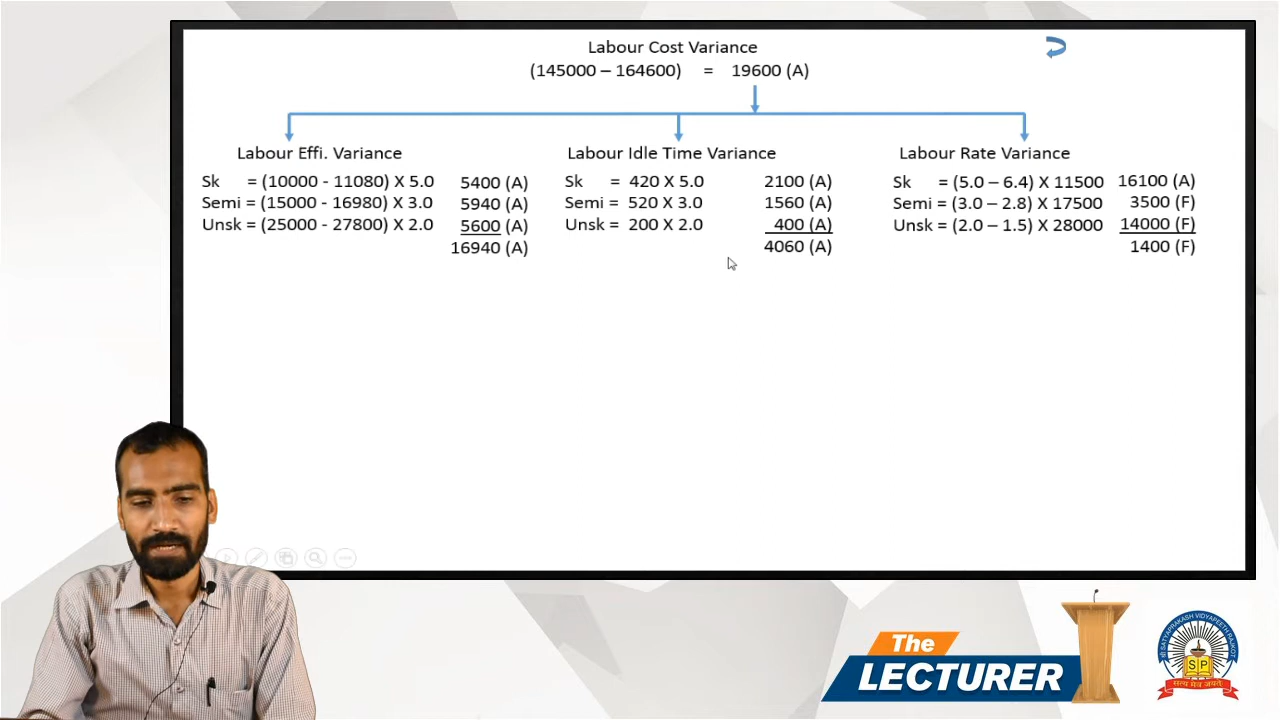 Labour Cost Variance
(145000 – 164600) = 19600 (A)
Labour Effi. Variance
Sk = (10000 - 11080) X 5.0 5400 (A)
Semi = (15000 - 16980) X 3.0 5940 (A)
Unsk = (25000 - 27800) X 2.0 5600 (A)
16940 (A)
Labour Idle Time Variance
Sk = 420 X 5.0 2100 (A)
Semi = 520 X 3.0 1560 (A)
Unsk = 200 X 2.0 400 (A)
4060 (A)
Labour Rate Variance
Sk = (5.0 – 6.4) X 11500 16100 (A)
Semi = (3.0 – 2.8) X 17500 3500 (F)
Unsk = (2.0 – 1.5) X 28000 14000 (F)
1400 (F)
The
LECTURER
SP
सत्य मेव जयते